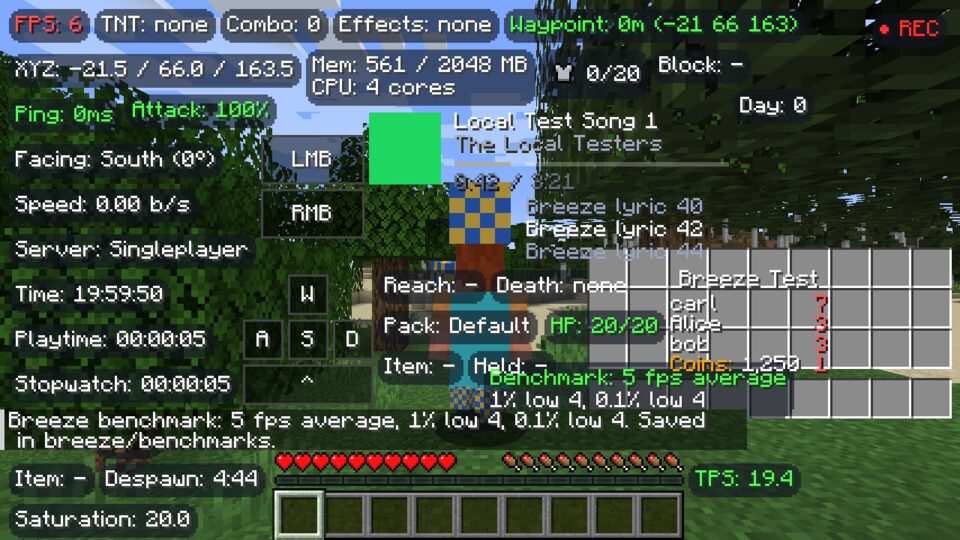 FPS: 6 TNT: none Combo: 0 Effects: none Waypoint: 0m (-21 66 163) REC
XYZ: -21.5 / 66.0 / 163.5 Mem: 561 / 2048 MB 0/20 Block: -
CPU: 4 cores
Ping: 0ms Attack: 100% Day: 0
Local Test Song 1
The Local Testers
Facing: South (0°) LMB
0:42 / 3:21
Speed: 0.00 b/s RMB Breeze lyric 40
Breeze lyric 42
Server: Singleplayer Breeze lyric 44
Breeze Test
Time: 19:59:50 W Reach: - Death: none
carl 7
Alice 3
Playtime: 00:00:05 A S D Pack: Default HP: 20/20
bob 3
Coins: 1,250 1
Item: - Held: -
Stopwatch: 00:00:05 ^ Benchmark: 5 fps average
1% low 4, 0.1% low 4
Breeze benchmark: 5 fps average, 1% low 4, 0.1% low 4. Saved
in breeze/benchmarks.
Item: - Despawn: 4:44 TPS: 19.4
Saturation: 20.0